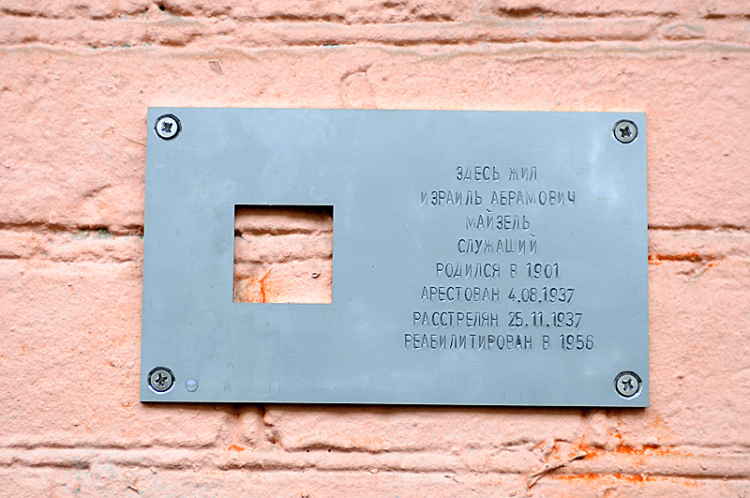 ЗДЕСЬ ЖИЛ
ИЗРАИЛЬ АБРАМОВИЧ
МАЙЗЕЛЬ
СЛУЖАЩИЙ
РОДИЛСЯ В 1901
АРЕСТОВАН 4.08.1937
РАССТРЕЛЯН 25.11.1937
РЕАБИЛИТИРОВАН В 1956